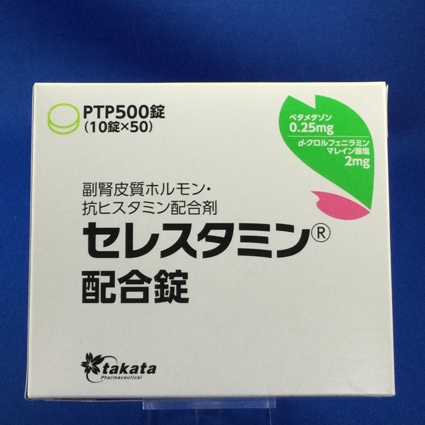 PTP500錠
(10錠×50)
ベタメタゾン
0.25mg
d-クロルフェニラミン
マレイン酸塩
2mg
副腎皮質ホルモン・
抗ヒスタミン配合剤
セレスタミン®
配合錠
takata
Pharmaceutical